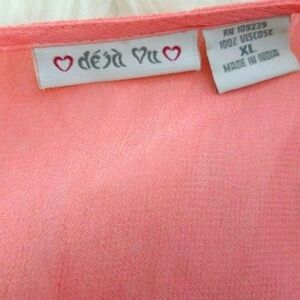 déjà vu
RN 109239
100% VISCOSE
XL
MADE IN INDIA